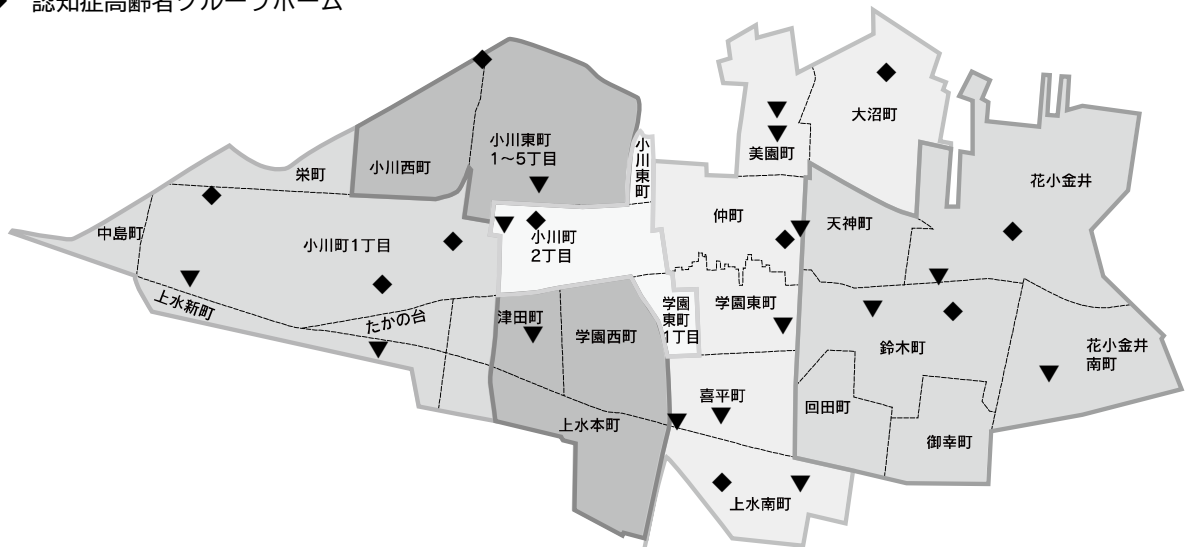 認知症高齢者グループホーム
大沼町
小川東町
1～5丁目
小川東町
美園町
小川西町
栄町
花小金井
中島町
小川町1丁目
小川町
2丁目
仲町
天神町
上水新町
たかの台
津田町
学園西町
学園
東町
1丁目
学園東町
鈴木町
花小金井
南町
喜平町
回田町
上水本町
御幸町
上水南町